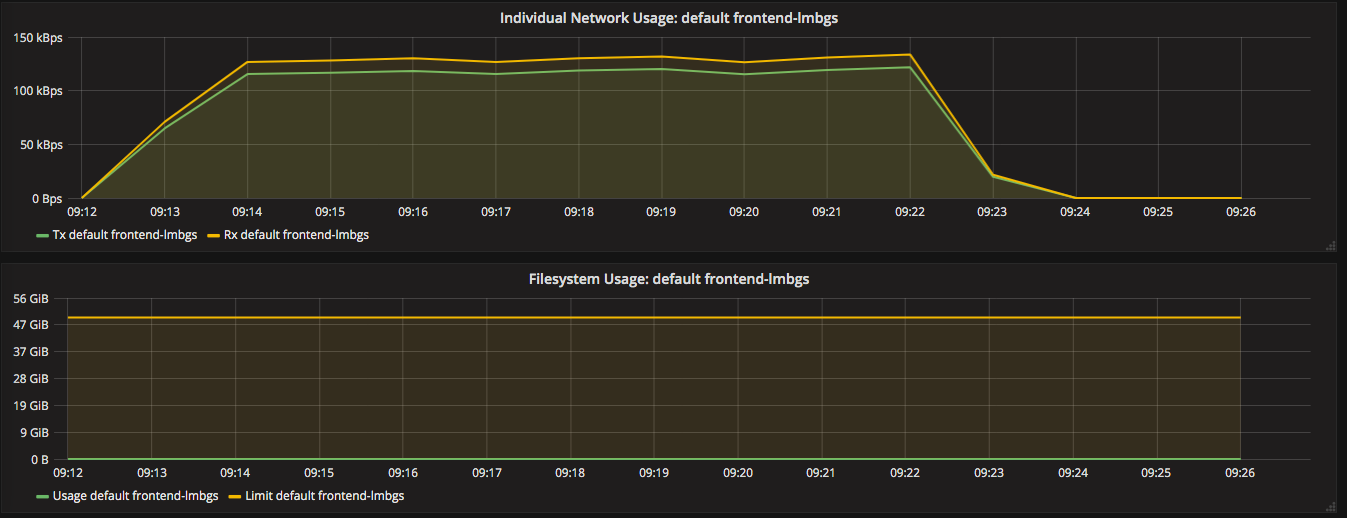 Individual Network Usage: default frontend-lmbgs
150 kBps
100 kBps
50 kBps
0 Bps
09:12 09:13 09:14 09:15 09:16 09:17 09:18 09:19 09:20 09:21 09:22 09:23 09:24 09:25 09:26
Tx default frontend-lmbgs Rx default frontend-lmbgs
Filesystem Usage: default frontend-lmbgs
56 GiB
47 GiB
37 GiB
28 GiB
19 GiB
9 GiB
0 B
09:12 09:13 09:14 09:15 09:16 09:17 09:18 09:19 09:20 09:21 09:22 09:23 09:24 09:25 09:26
Usage default frontend-lmbgs Limit default frontend-lmbgs